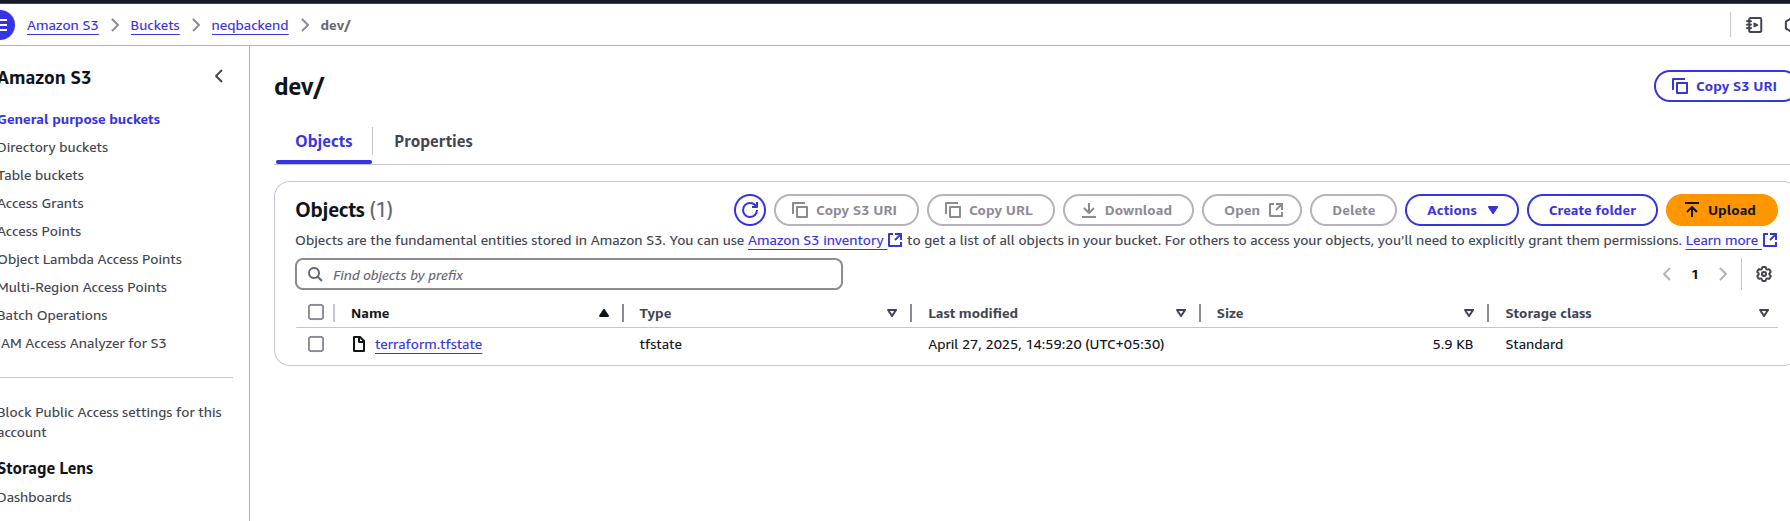 Amazon S3 > Buckets > neqbackend > dev/
Amazon S3
General purpose buckets
Directory buckets
Table buckets
Access Grants
Access Points
Object Lambda Access Points
Multi-Region Access Points
Batch Operations
IAM Access Analyzer for S3
Block Public Access settings for this
account
Storage Lens
Dashboards
dev/
Copy S3 URI
Objects
Properties
Objects (1)
Copy S3 URI
Copy URL
Download
Open
Delete
Actions
Create folder
Upload
Objects are the fundamental entities stored in Amazon S3. You can use Amazon S3 inventory to get a list of all objects in your bucket. For others to access your objects, you'll need to explicitly grant them permissions. Learn more
Find objects by prefix
1
Name Type Last modified Size Storage class
terraform.tfstate tfstate April 27, 2025, 14:59:20 (UTC+05:30) 5.9 KB Standard